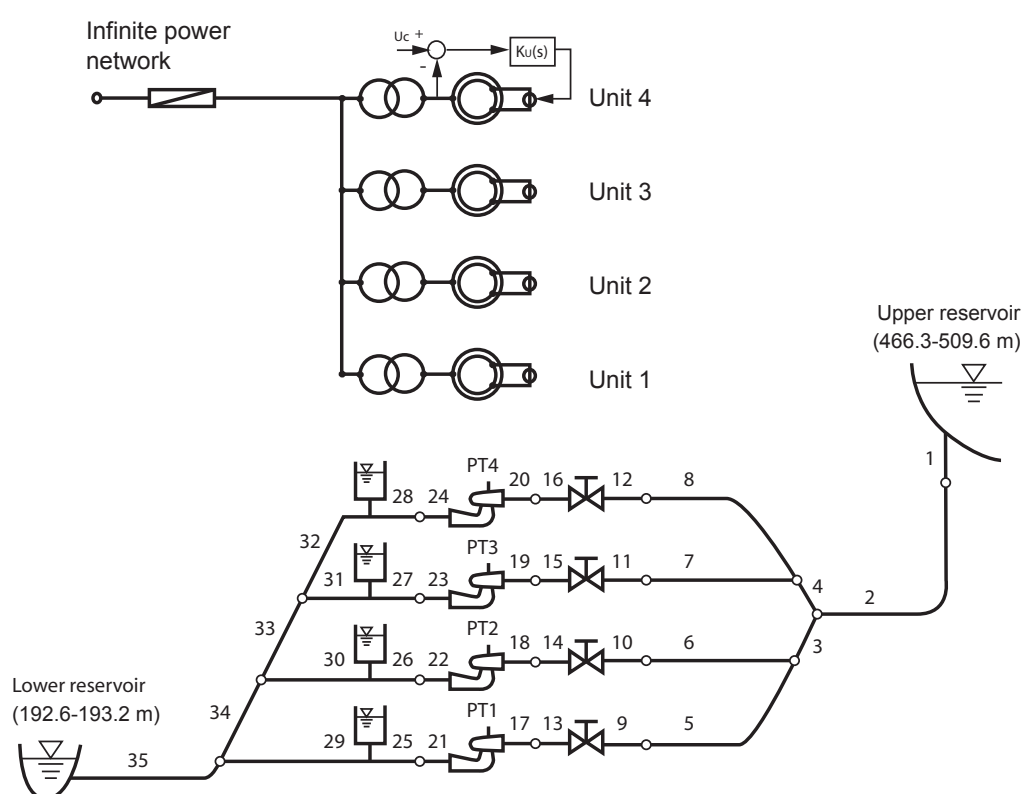 Infinite power
network
Uc +
-
KU(s)
Unit 4
Unit 3
Unit 2
Unit 1
Upper reservoir
(466.3-509.6 m)
1
PT4
28 24 20 16 12 8
32
PT3
31 27 23 19 15 11 7 4
2
33
PT2
30 26 22 18 14 10 6 3
Lower reservoir
(192.6-193.2 m)
34
PT1
29 25 21 17 13 9 5
35